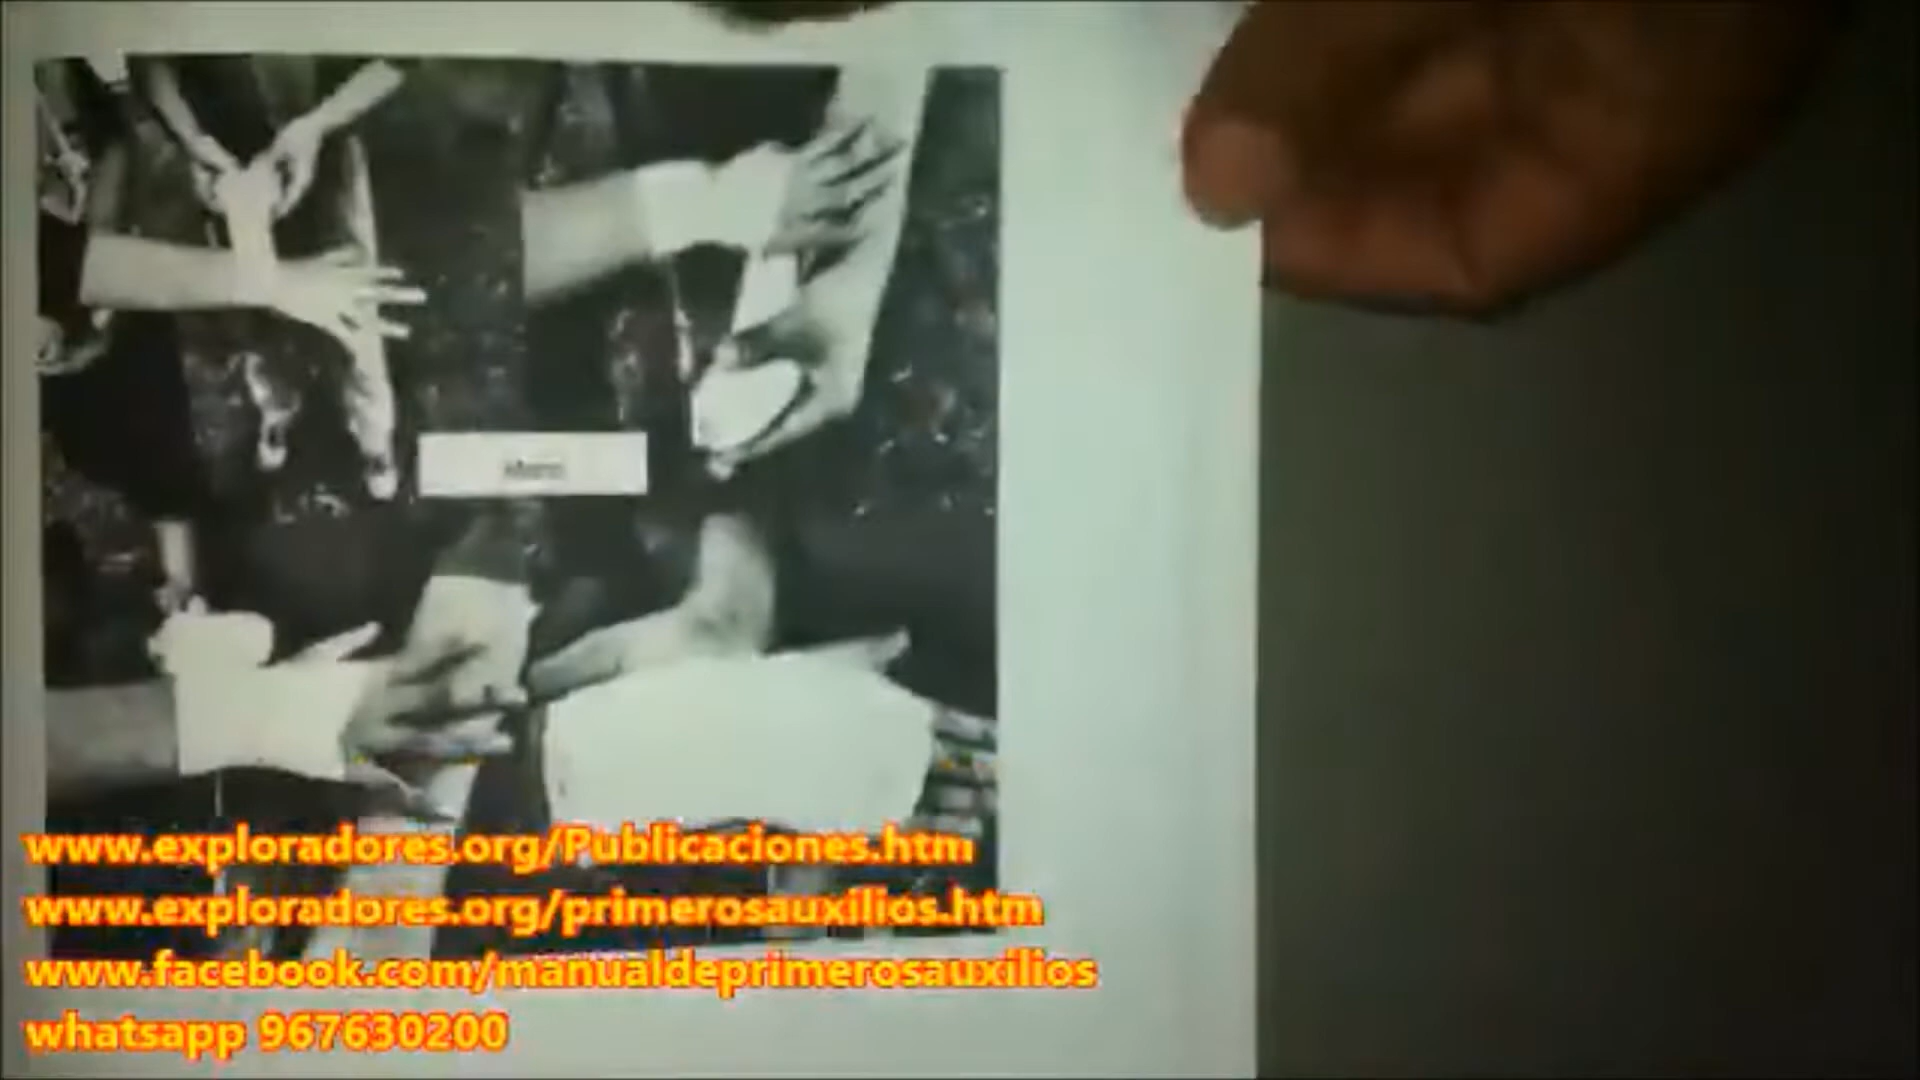 www.exploradores.org/Publicaciones.htm
www.exploradores.org/primerosauxilios.htm
www.facebook.com/manualdeprimerosauxilios
whatsapp 967630200